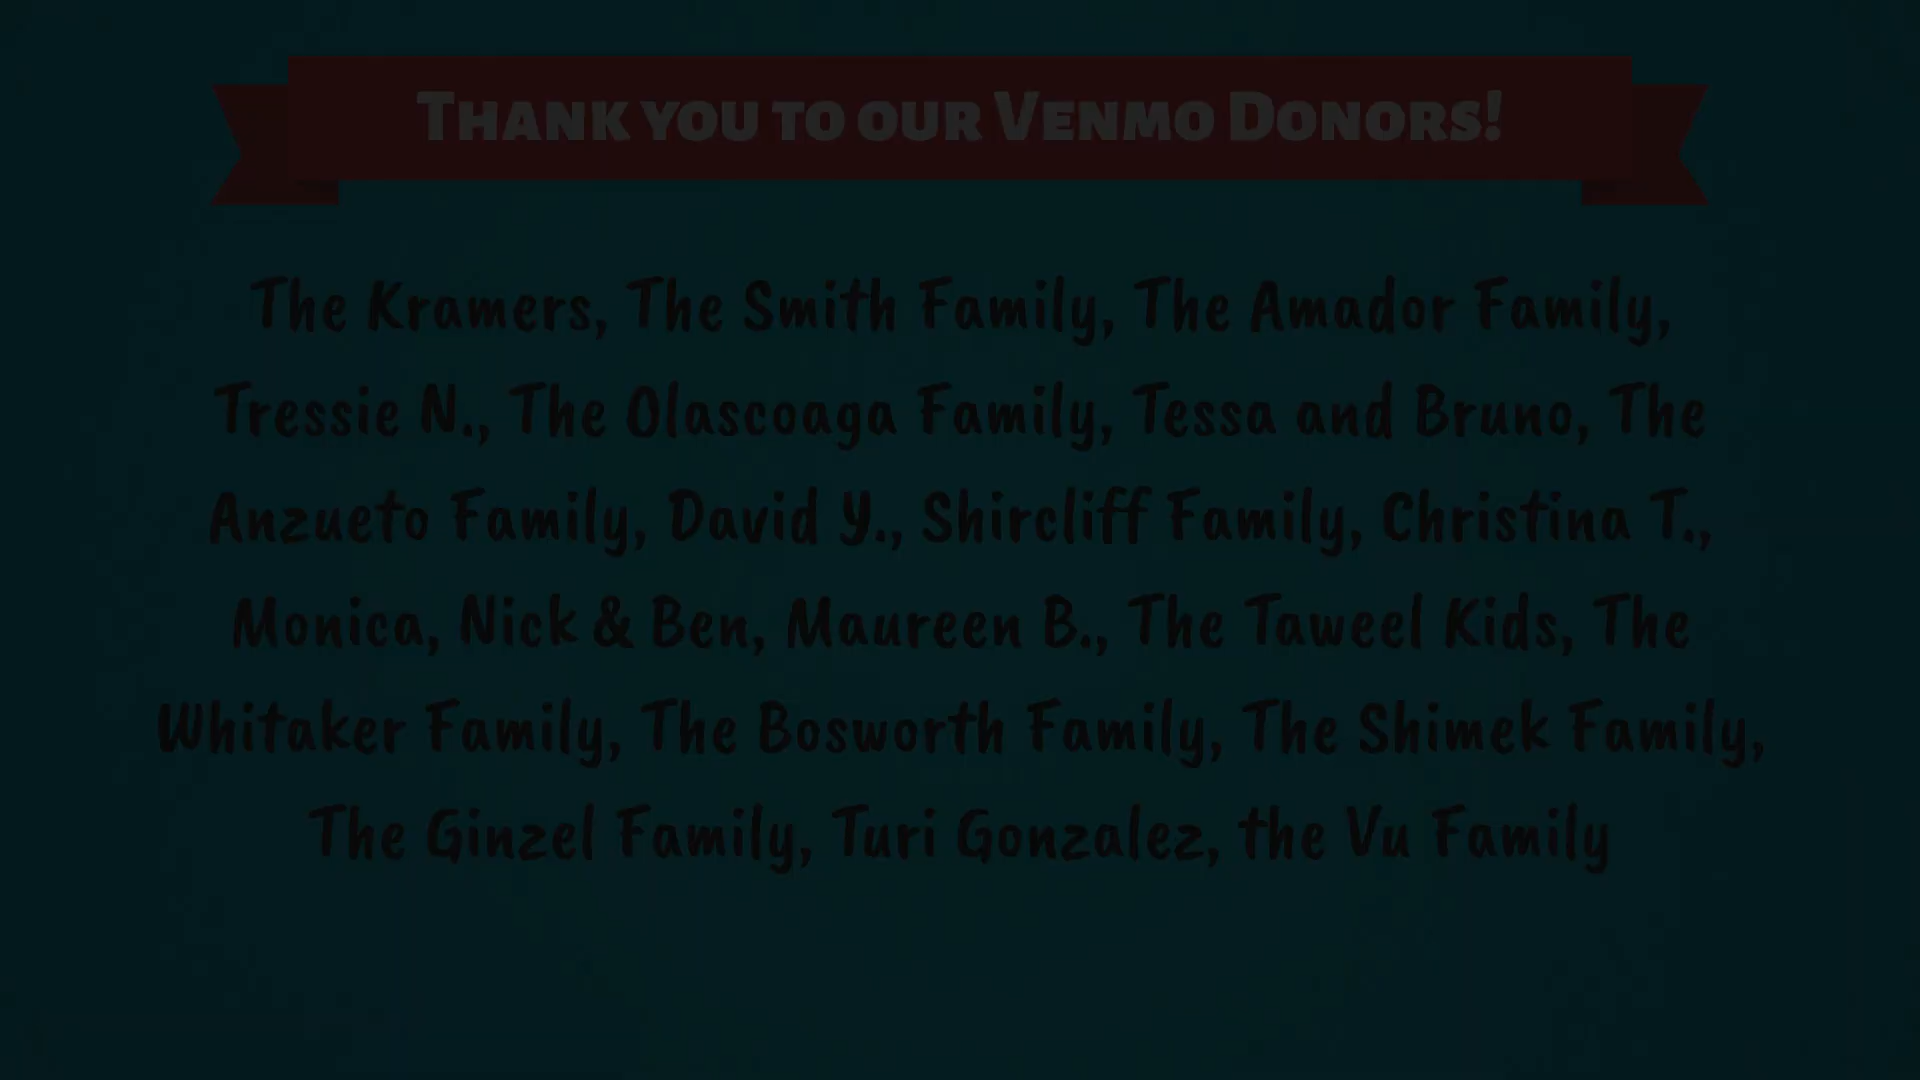 Thank you to our Venmo Donors!
The Kramers, The Smith Family, The Amador Family,
Tressie N., The Olascoaga Family, Tessa and Bruno, The
Anzueto Family, David Y., Shircliff Family, Christina T.,
Monica, Nick & Ben, Maureen B., The Taweel Kids, The
Whitaker Family, The Bosworth Family, The Shimek Family,
The Ginzel Family, Turi Gonzalez, the Vu Family